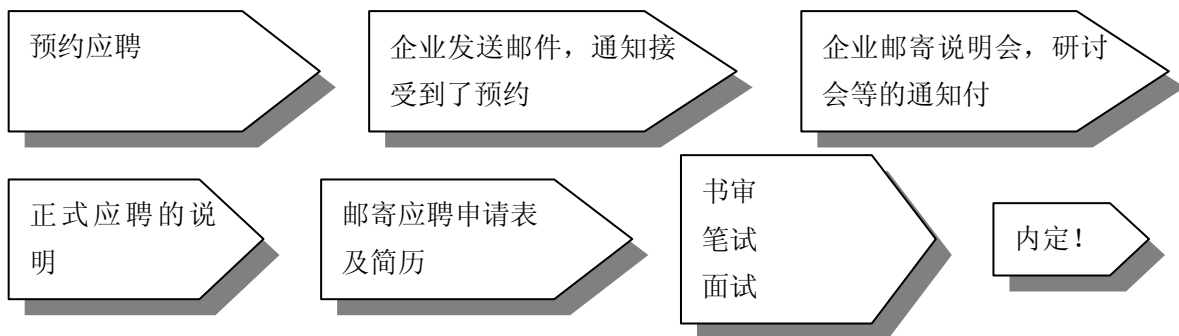 预约应聘
企业发送邮件，通知接
受到了预约
企业邮寄说明会，研讨
会等的通知付
正式应聘的说
明
邮寄应聘申请表
及简历
书审
笔试
面试
内定！